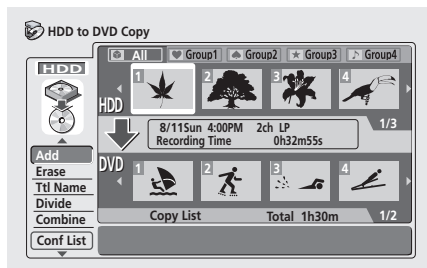 HDD to DVD Copy
HDD
All Group1 Group2 Group3 Group4
HDD 1 2 3 4
8/11Sun 4:00PM 2ch LP 1/3
Recording Time 0h32m55s
Add
Erase
Ttl Name
Divide
Combine
Conf List
DVD 1 2 3 4
Copy List Total 1h30m 1/2